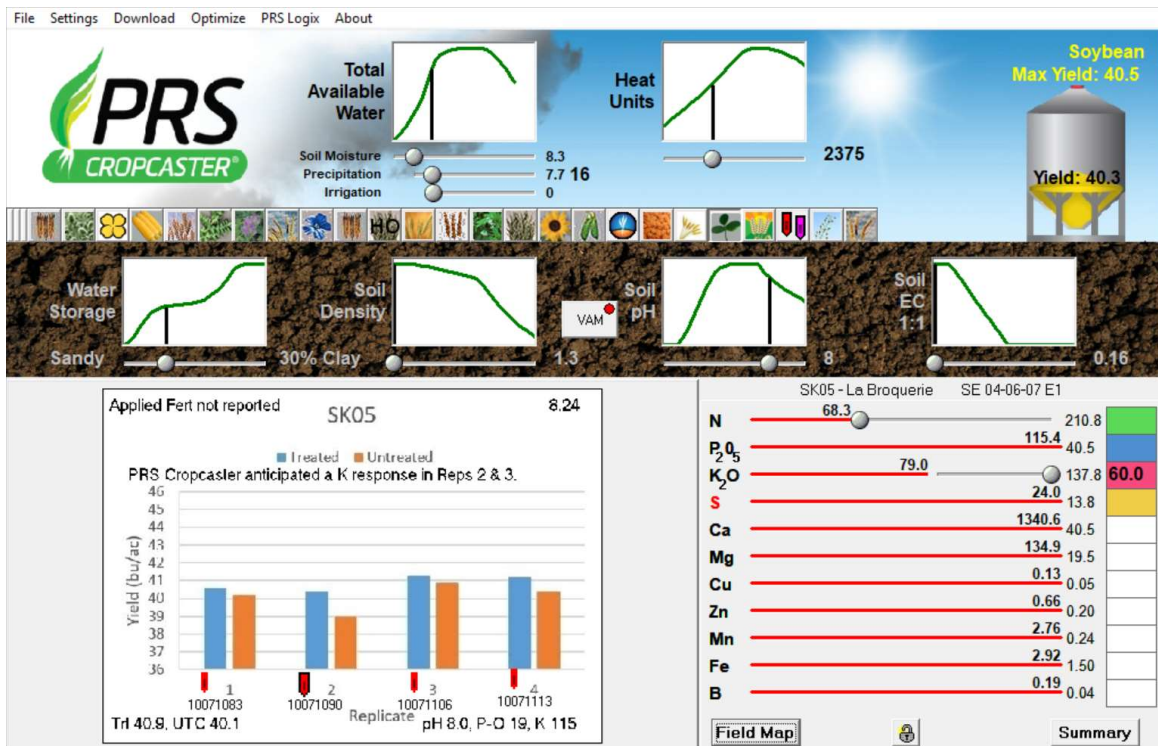 File Settings Download Optimize PRS Logix About
PRS
CROPCASTER®
Total
Available
Water
Soil Moisture 8.3
Precipitation 7.7 16
Irrigation 0
Heat
Units
2375
Soybean
Max Yield: 40.5
Yield: 40.3
HO
Water
Storage
Sandy 30% Clay
Soil
Density
1.3
VAM
Soil
pH
8
Soil
EC
1:1
0.16
Applied Fert not reported
SK05
8.24
Treated Untreated
PRS Cropcaster anticipated a K response in Reps 2 & 3.
Yield (bu/ac)
46
45
44
43
42
41
40
39
38
37
36
1 2 3 4
10071083 10071090 10071106 10071113
Replicate
Trl 40.9, UTC 40.1
pH 8.0, P-O 19, K 115
SK05 - La Broquerie SE 04-06-07 E1
N 68.3 210.8
P2O5 115.4 40.5
K2O 79.0 137.8 60.0
S 24.0 13.8
Ca 1340.6 40.5
Mg 134.9 19.5
Cu 0.13 0.05
Zn 0.66 0.20
Mn 2.76 0.24
Fe 2.92 1.50
B 0.19 0.04
Field Map Summary